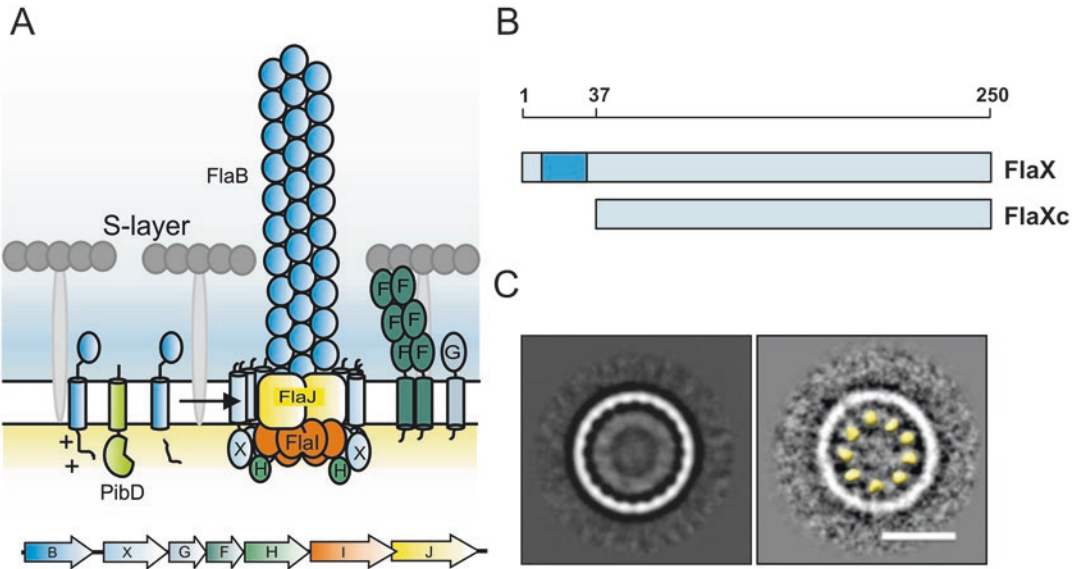 A
FlaB
S-layer
F F
F F
F F
G
FlaJ
FlaI
X X
H H
+
+
PibD
B X G F H I J
B
1 37 250
FlaX
FlaXc
C